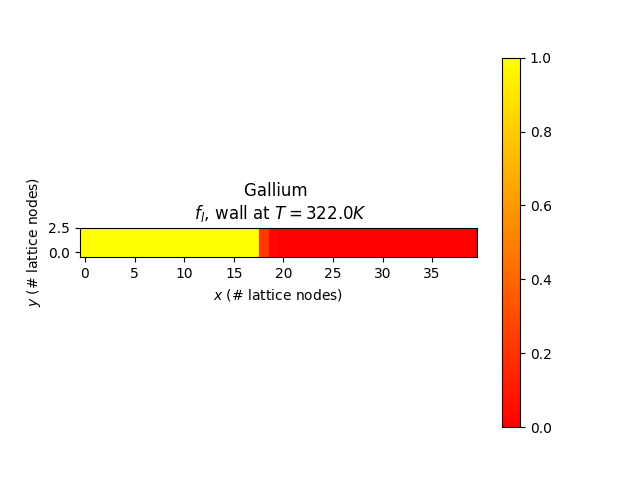 Gallium
f_l, wall at T = 322.0K
y (# lattice nodes)
2.5
0.0
0 5 10 15 20 25 30 35
x (# lattice nodes)
1.0
0.8
0.6
0.4
0.2
0.0